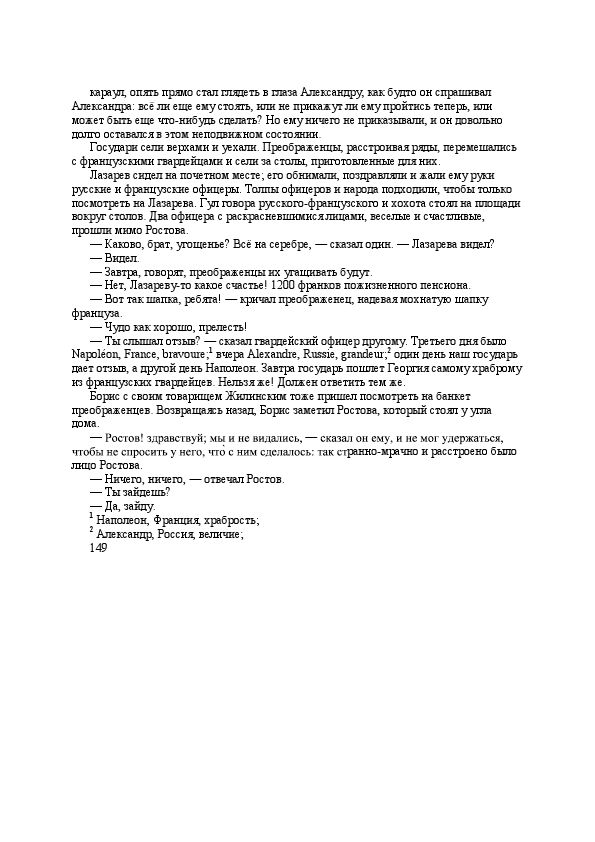 караул, опять прямо стал глядеть в глаза Александру, как будто он спрашивал
Александра: всё ли еще ему стоять, или не прикажут ли ему пройтись теперь, или
может быть еще что-нибудь сделать? Но ему ничего не приказывали, и он довольно
долго оставался в этом неподвижном состоянии.
Государи сели верхами и уехали. Преображенцы, расстроивая ряды, перемешались
с французскими гвардейцами и сели за столы, приготовленные для них.
Лазарев сидел на почетном месте; его обнимали, поздравляли и жали ему руки
русские и французские офицеры. Толпы офицеров и народа подходили, чтобы только
посмотреть на Лазарева. Гул говора русского-французского и хохота стоял на площади
вокруг столов. Два офицера с раскрасневшимися лицами, веселые и счастливые,
прошли мимо Ростова.
— Каково, брат, угощенье? Всё на серебре, — сказал один. — Лазарева видел?
— Видел.
— Завтра, говорят, преображенцы их угащивать будут.
— Нет, Лазареву-то какое счастье! 1200 франков пожизненного пенсиона.
— Вот так шапка, ребята! — кричал преображенец, надевая мохнатую шапку
француза.
— Чудо как хорошо, прелесть!
— Ты слышал отзыв? — сказал гвардейский офицер другому. Третьего дня было
Napoléon, France, bravoure;¹ вчера Alexandre, Russie, grandeur;² один день наш государь
дает отзыв, а другой день Наполеон. Завтра государь пошлет Георгия самому храброму
из французских гвардейцев. Нельзя же! Должен ответить тем же.
Борис с своим товарищем Жилинским тоже пришел посмотреть на банкет
преображенцев. Возвращаясь назад, Борис заметил Ростова, который стоял у угла
дома.
— Ростов! здравствуй; мы и не видались, — сказал он ему, и не мог удержаться,
чтобы не спросить у него, что̀ с ним сделалось: так странно-мрачно и расстроено было
лицо Ростова.
— Ничего, ничего, — отвечал Ростов.
— Ты зайдешь?
— Да, зайду.
¹ Наполеон, Франция, храбрость;
² Александр, Россия, величие;
149